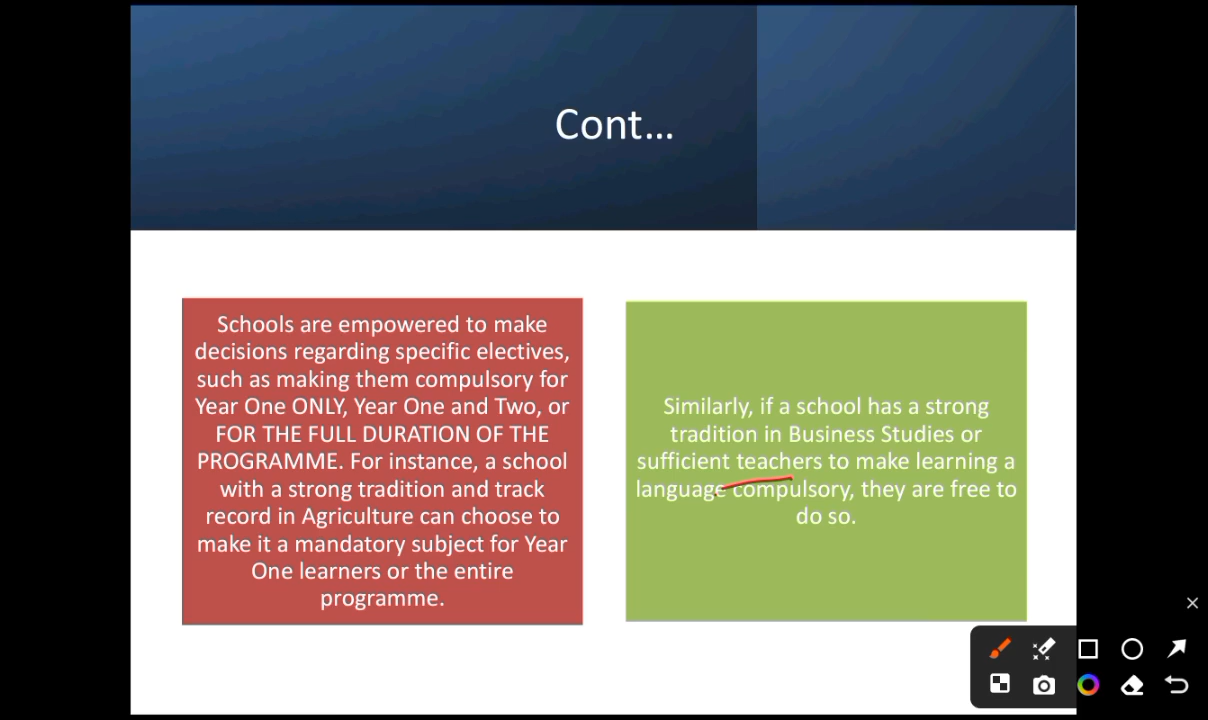 Cont...
Schools are empowered to make
decisions regarding specific electives,
such as making them compulsory for
Year One ONLY, Year One and Two, or
FOR THE FULL DURATION OF THE
PROGRAMME. For instance, a school
with a strong tradition and track
record in Agriculture can choose to
make it a mandatory subject for Year
One learners or the entire
programme.
Similarly, if a school has a strong
tradition in Business Studies or
sufficient teachers to make learning a
language compulsory, they are free to
do so.